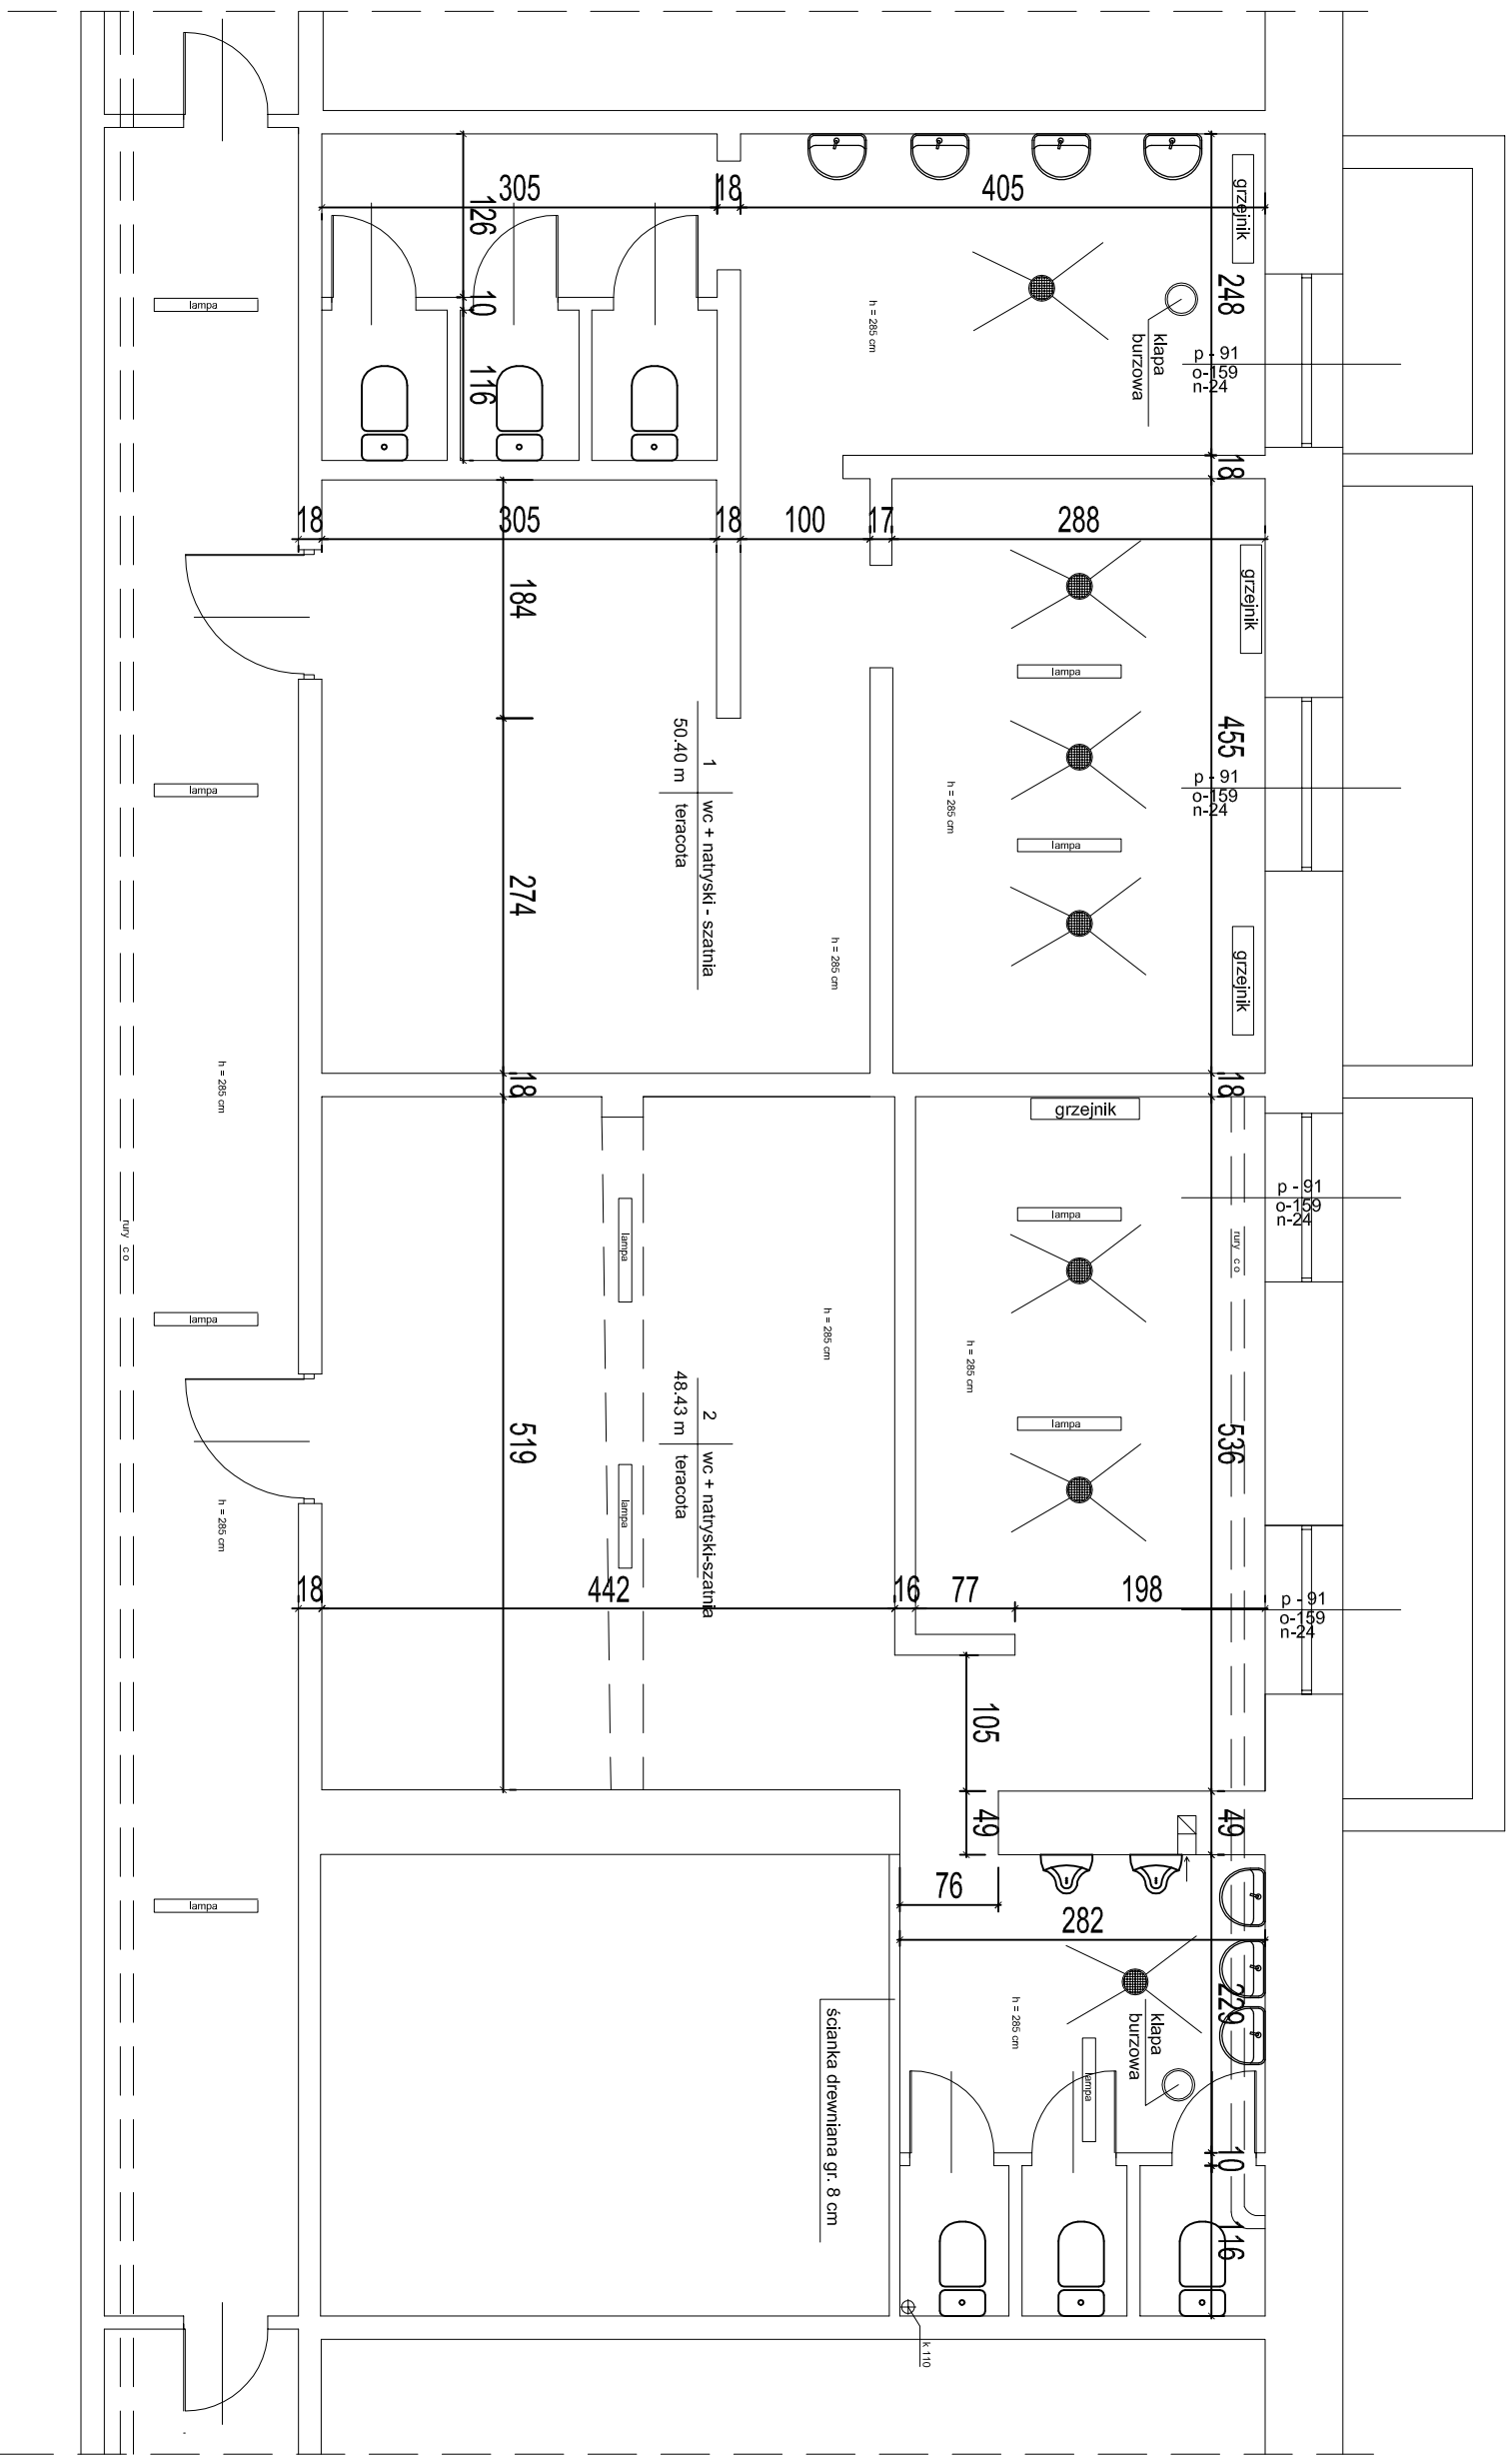 305
18
405
grzejnik
126
248
lampa
10
h = 285 cm
klapa
burzowa
p - 91
o-159
n-24
116
18
18
305
18
100
17
288
grzejnik
184
lampa
1
wc + natryski - szatnia
50.40 m
teracota
455
p - 91
o-159
n-24
lampa
h = 285 cm
lampa
274
h = 285 cm
grzejnik
h = 285 cm
18
18
grzejnik
rury c o
lampa
p - 91
o-159
n-24
lampa
rury c o
h = 285 cm
h = 285 cm
lampa
2
wc + natryski-szatnia
48.43 m
teracota
lampa
519
536
lampa
h = 285 cm
18
442
16
77
198
p - 91
o-159
n-24
105
49
49
76
lampa
282
229
h = 285 cm
klapa
burzowa
lampa
ścianka drewniana gr. 8 cm
10
116
k 110